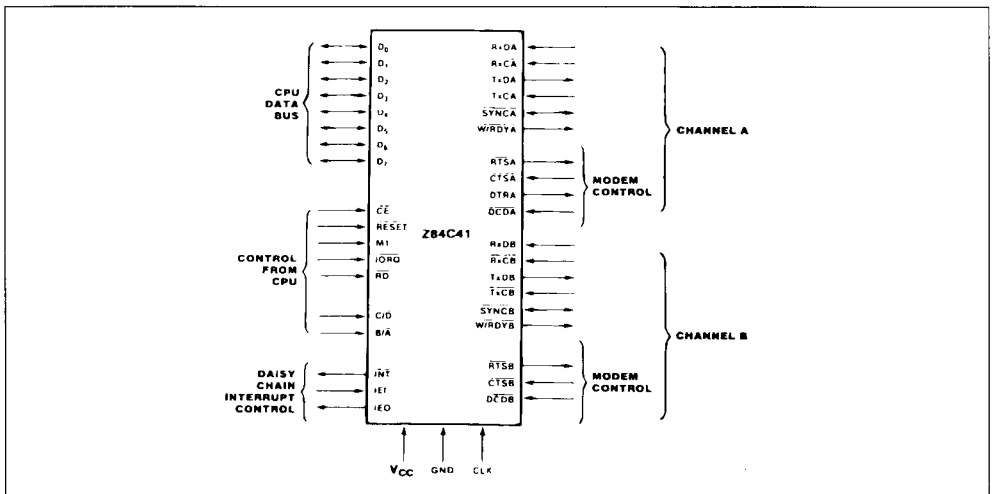 CPU
DATA
BUS
D0
D1
D2
D3
D4
D5
D6
D7
CONTROL
FROM
CPU
CE
RESET
M1
IORQ
RD
C/D
B/A
DAISY
CHAIN
INTERRUPT
CONTROL
INT
IEI
IEO
Z84C41
RxDA
RxCA
TxDA
TxCA
SYNCA
W/RDYA
RTSA
CTSA
DTRA
DCDA
MODEM
CONTROL
CHANNEL A
RxDB
RxCB
TxDB
TxCB
SYNCB
W/RDYB
RTSB
CTSB
DCDB
MODEM
CONTROL
CHANNEL B
VCC GND CLK